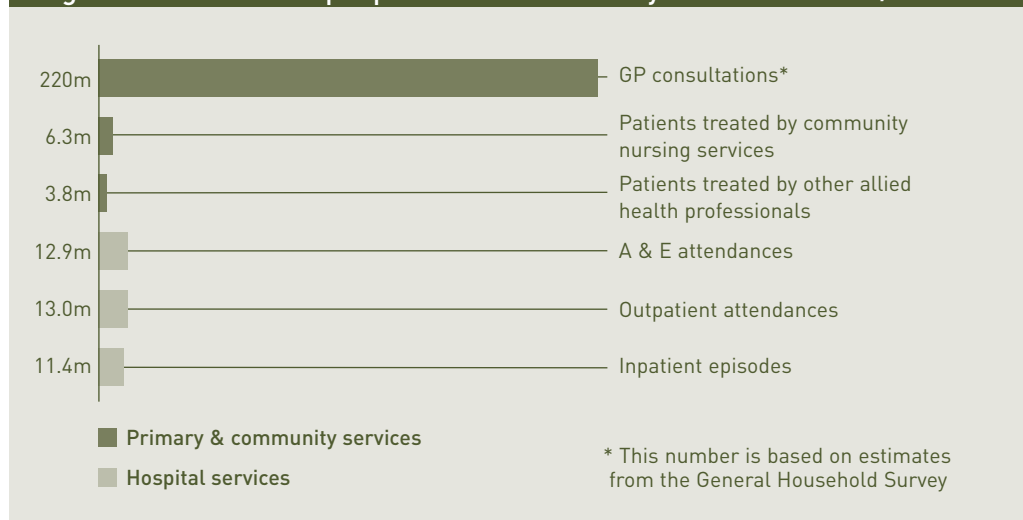 220m GP consultations*
6.3m Patients treated by community
nursing services
3.8m Patients treated by other allied
health professionals
12.9m A & E attendances
13.0m Outpatient attendances
11.4m Inpatient episodes
Primary & community services
Hospital services
* This number is based on estimates
from the General Household Survey